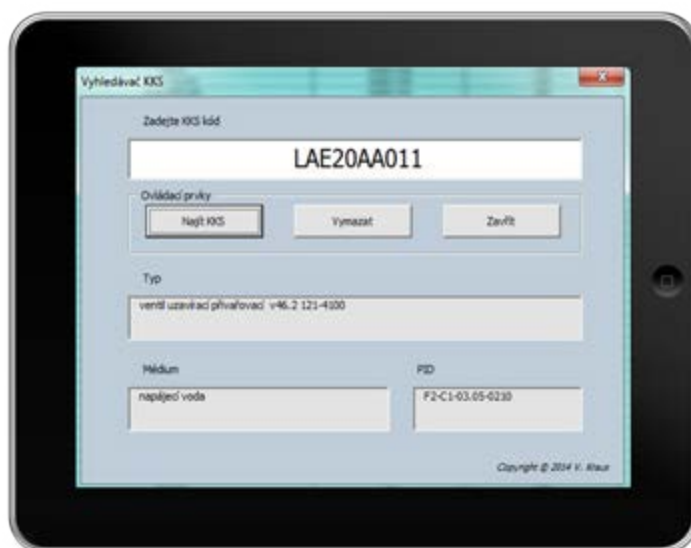 Vyhledávač KKS
Zadejte KKS kód
LAE20AA011
Ovládací prvky
Najít KKS
Vymazat
Zavřít
Typ
ventil uzavírací přivařovací v46.2 121-4100
Médium
PID
napájecí voda
F2-C1-03.05-0210
Copyright © 2014 V. Kraus